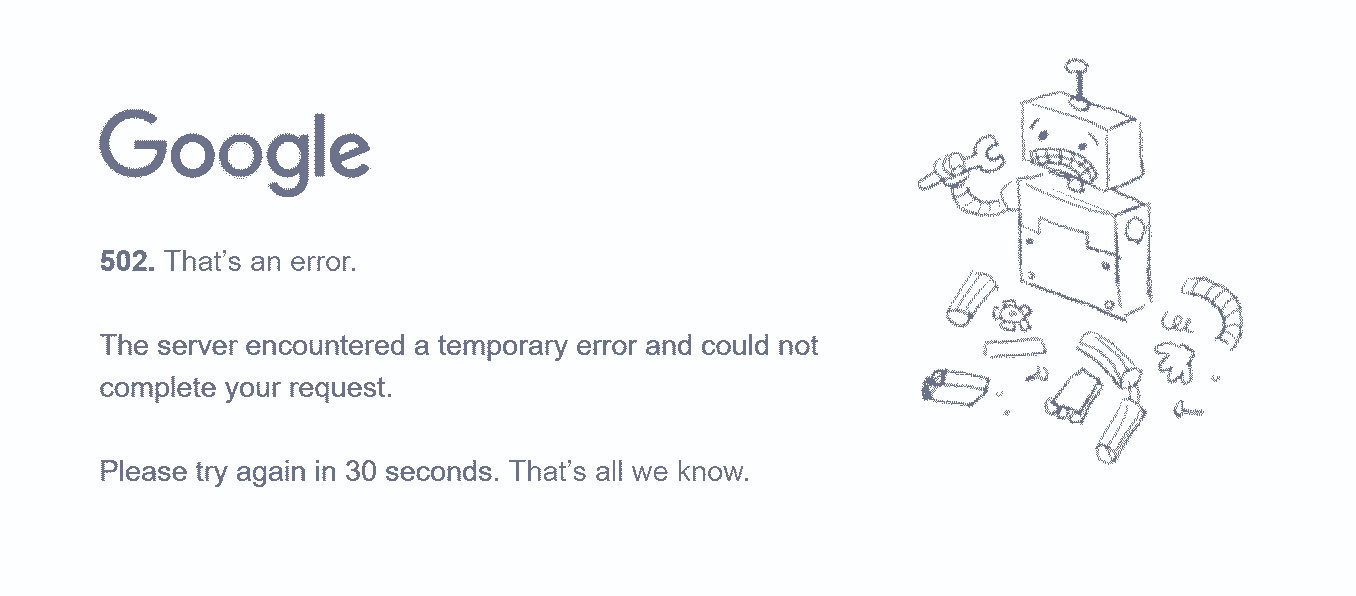 Google
502. That’s an error.
The server encountered a temporary error and could not
complete your request.
Please try again in 30 seconds. That’s all we know.